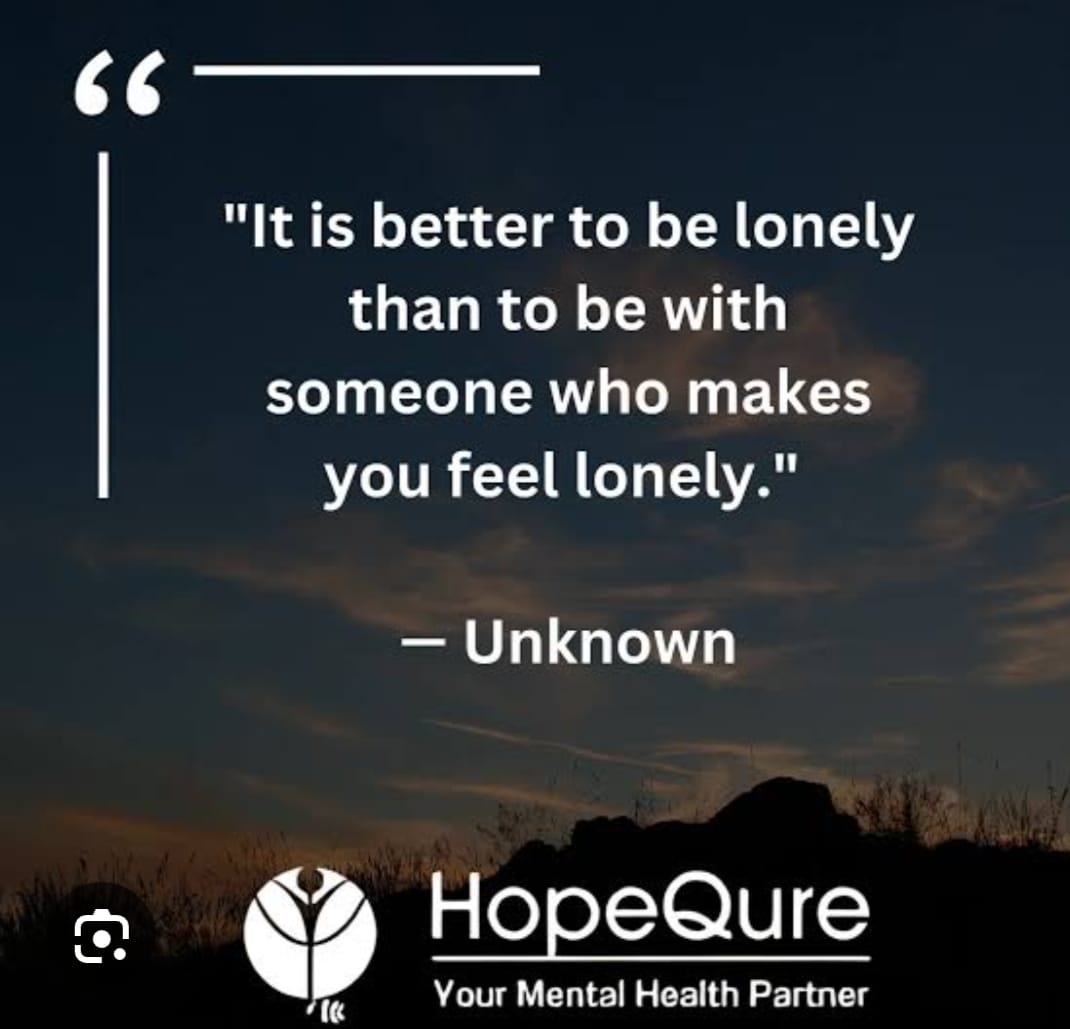 "It is better to be lonely
than to be with
someone who makes
you feel lonely."
— Unknown
HopeQure
Your Mental Health Partner